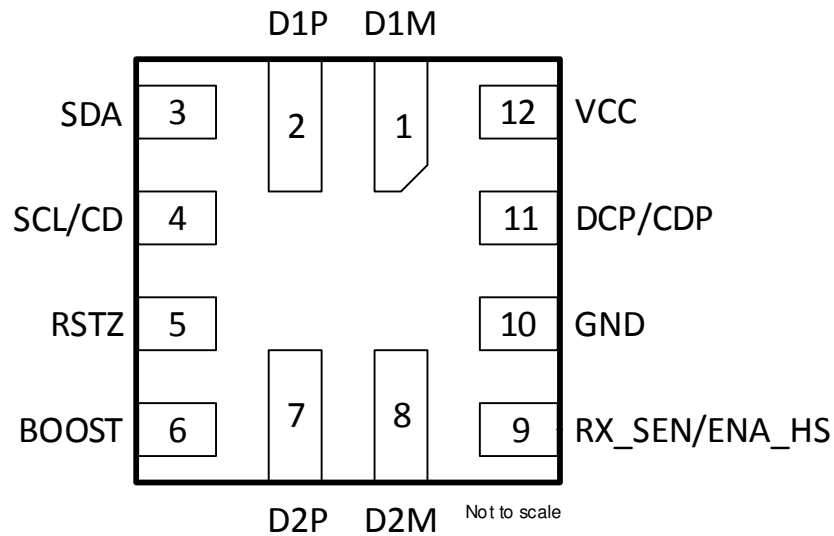 D1P D1M
SDA 3 2 1 12 VCC
SCL/CD 4 11 DCP/CDP
RSTZ 5 10 GND
BOOST 6 7 8 9 RX_SEN/ENA_HS
D2P D2M Not to scale